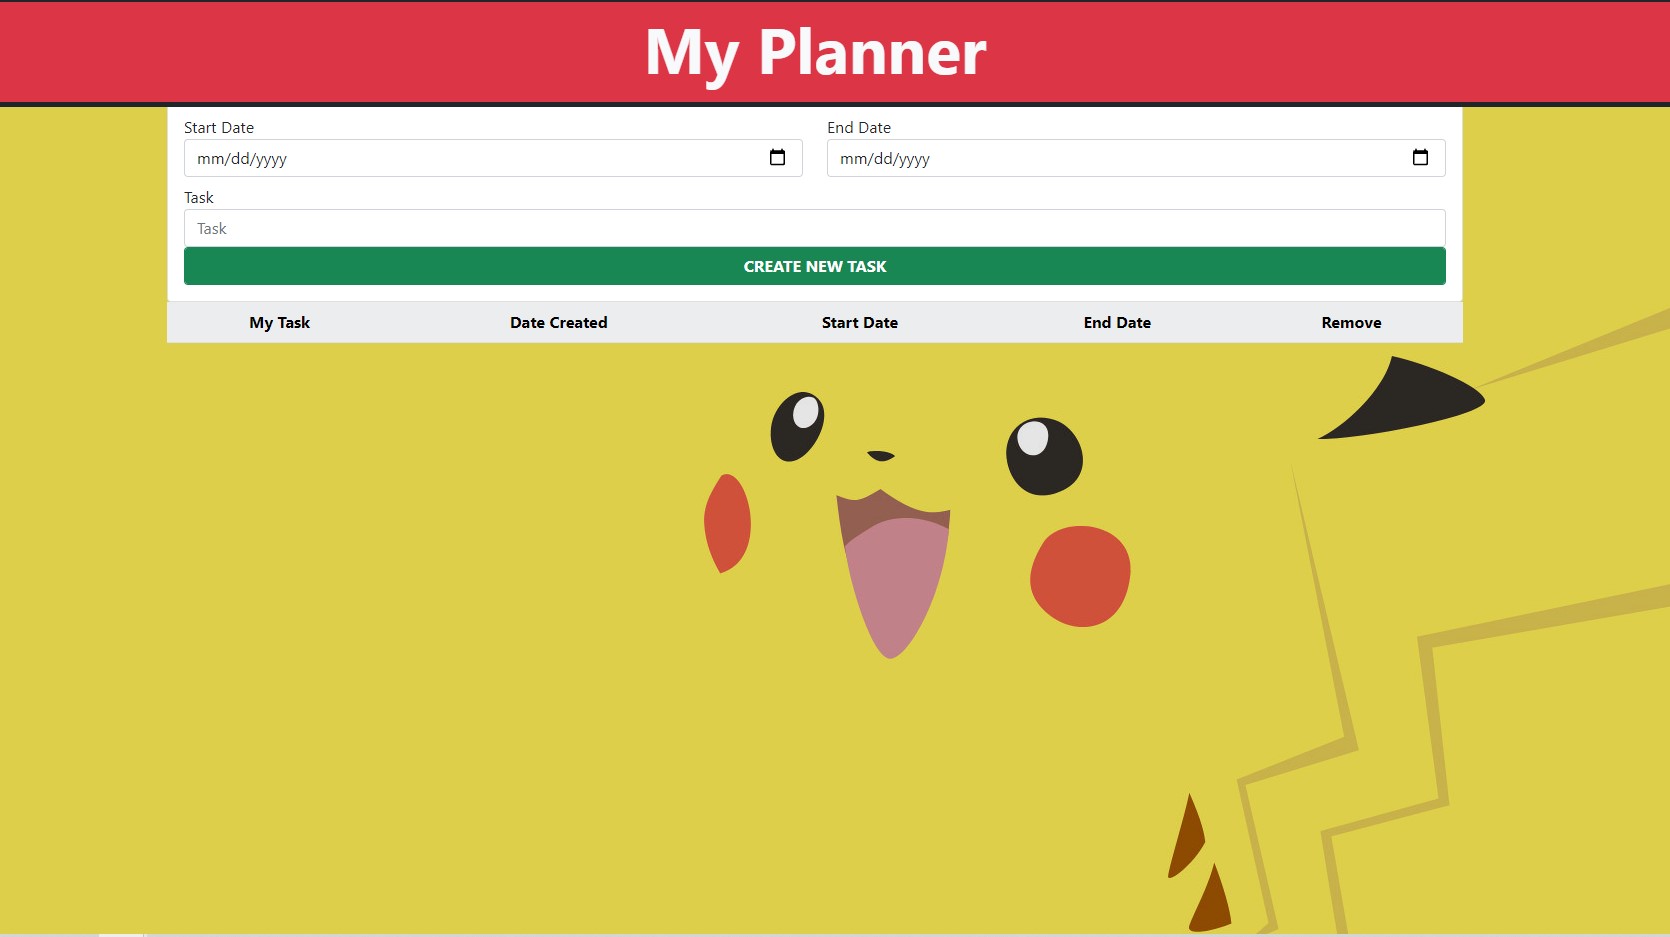 My Planner
Start Date End Date
mm/dd/yyyy mm/dd/yyyy
Task
Task
CREATE NEW TASK
My Task Date Created Start Date End Date Remove